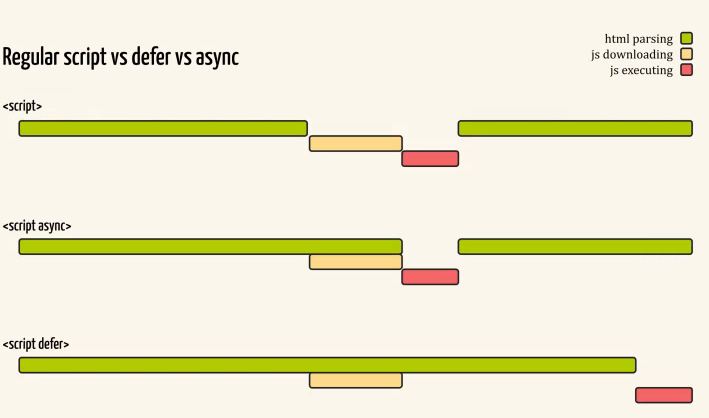 Regular script vs defer vs async
html parsing
js downloading
js executing
<script>
<script async>
<script defer>